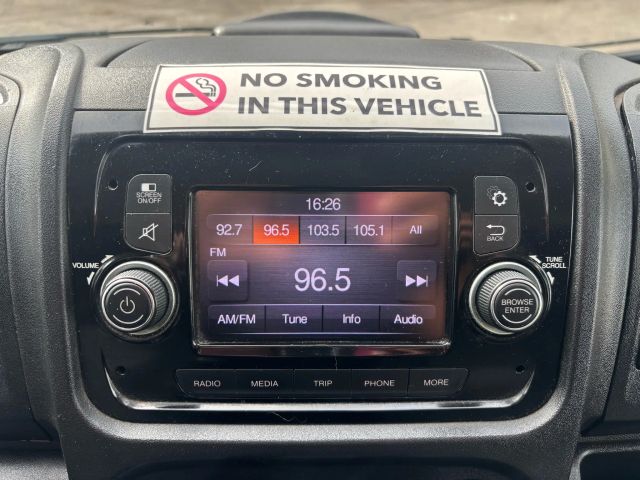 NO SMOKING
IN THIS VEHICLE
SCREEN
ON/OFF
16:26
92.7 96.5 103.5 105.1 All
FM
96.5
AM/FM Tune Info Audio
BACK
VOLUME
TUNE
SCROLL
BROWSE
ENTER
RADIO MEDIA TRIP PHONE MORE